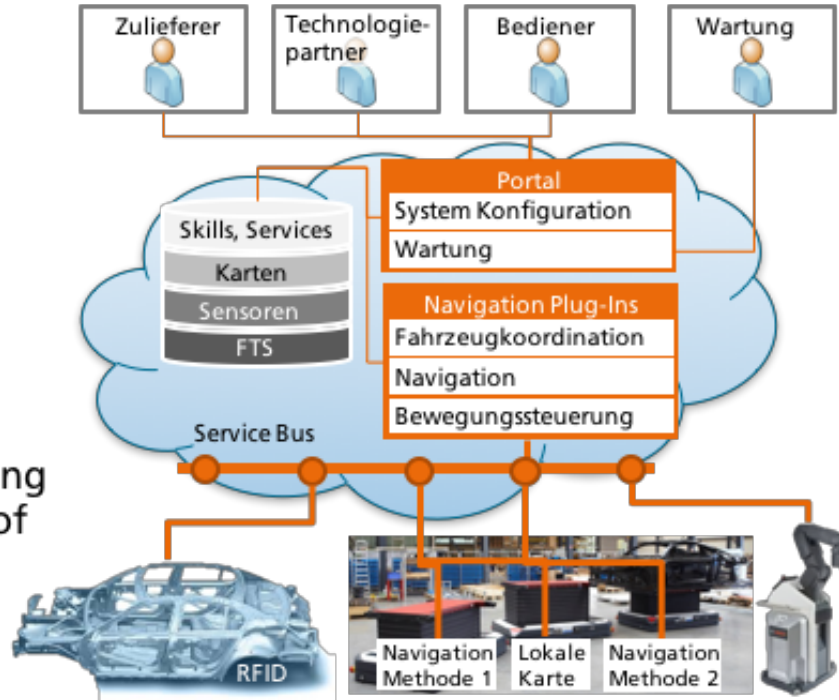 Zulieferer
Technologie-
partner
Bediener
Wartung
Portal
System Konfiguration
Wartung
Skills, Services
Karten
Sensoren
FTS
Navigation Plug-Ins
Fahrzeugkoordination
Navigation
Bewegungssteuerung
Service Bus
ng
of
RFID
Navigation
Methode 1
Lokale
Karte
Navigation
Methode 2